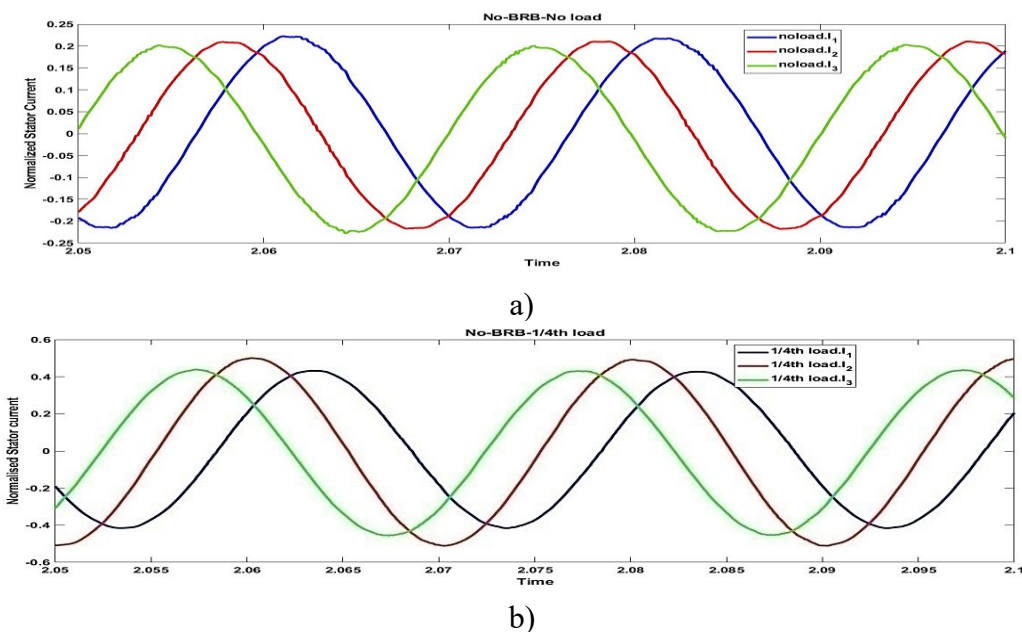 No-BRB-No load
0.25
0.2
0.15
0.1
0.05
0
-0.05
-0.1
-0.15
-0.2
-0.25
Normalized Stator Current
noload.I1
noload.I2
noload.I3
2.05 2.06 2.07 2.08 2.09 2.1
Time
a)
No-BRB-1/4th load
0.6
0.4
0.2
0
-0.2
-0.4
-0.6
Normalised Stator current
1/4th load.I1
1/4th load.I2
1/4th load.I3
2.05 2.055 2.06 2.065 2.07 2.075 2.08 2.085 2.09 2.095 2.1
Time
b)